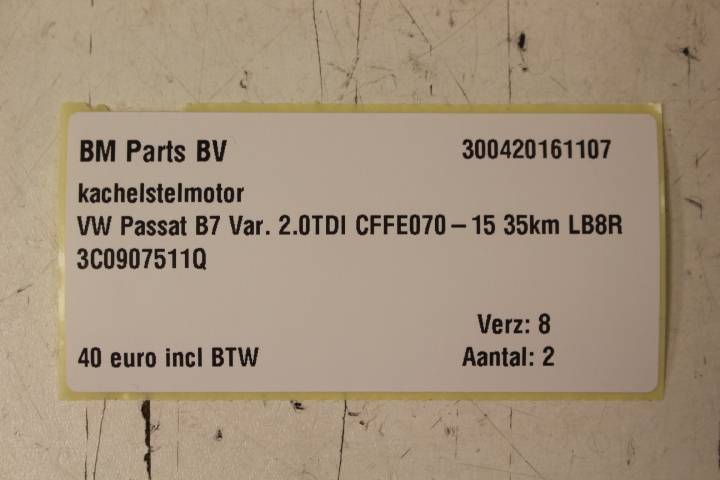 BM Parts BV 300420161107
kachelstelmotor
VW Passat B7 Var. 2.0TDI CFFE070 – 15 35km LB8R
3C0907511Q
Verz: 8
40 euro incl BTW Aantal: 2